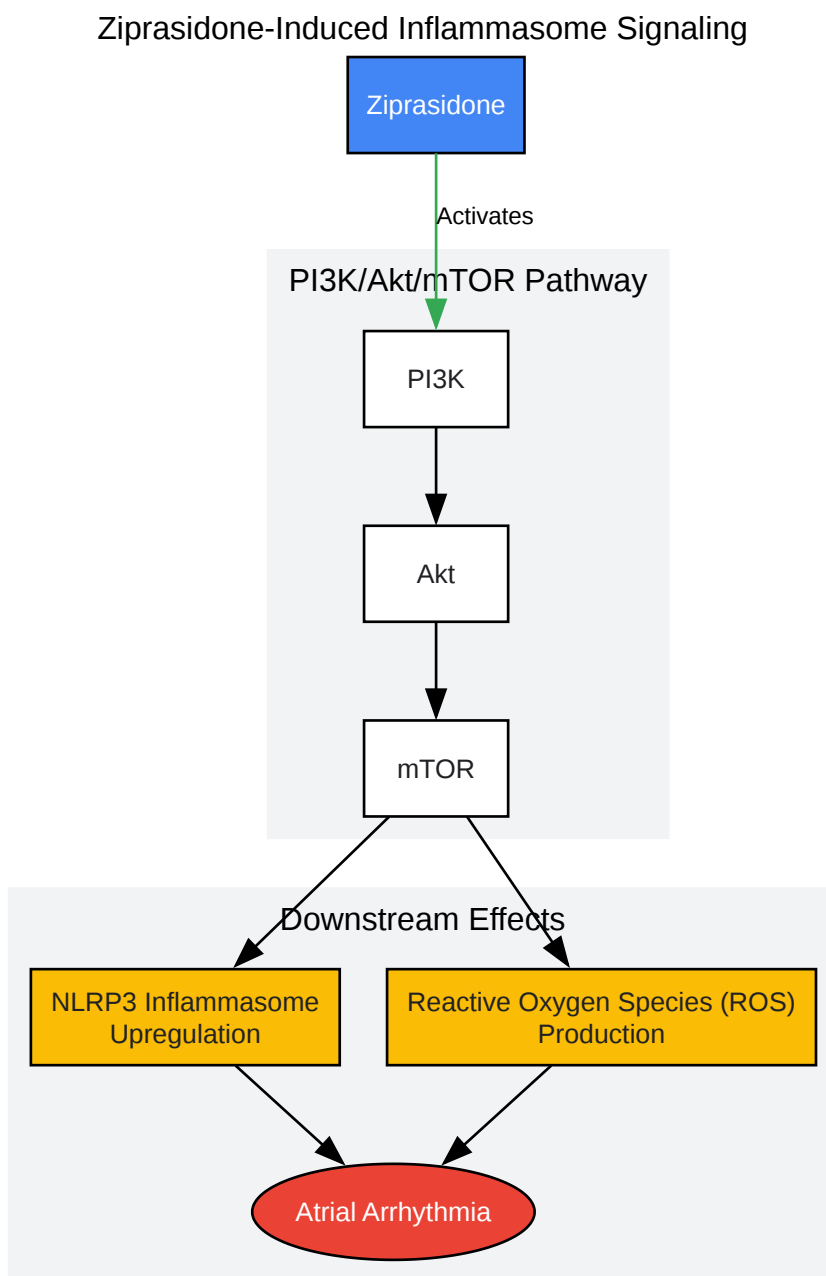 Ziprasidone-Induced Inflammasome Signaling
Ziprasidone
Activates
PI3K/Akt/mTOR Pathway
PI3K
Akt
mTOR
Downstream Effects
NLRP3 Inflammasome
Upregulation
Reactive Oxygen Species (ROS)
Production
Atrial Arrhythmia